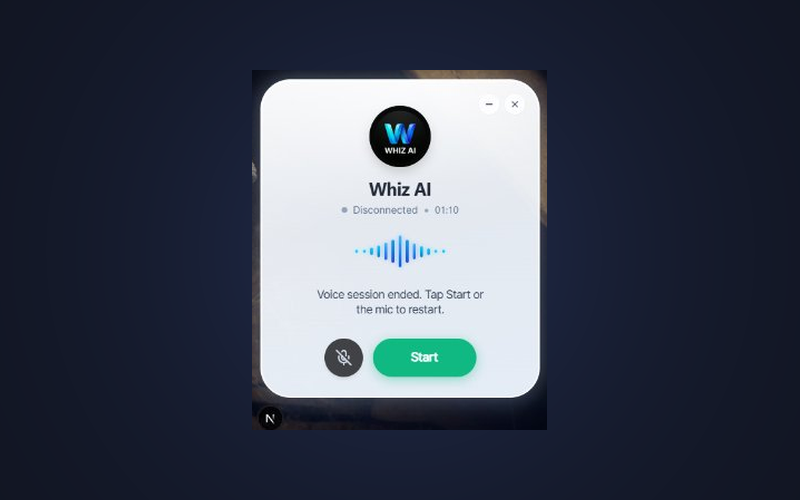 WHIZ AI
Whiz AI
Disconnected • 01:10
Voice session ended. Tap Start or
the mic to restart.
Start
N